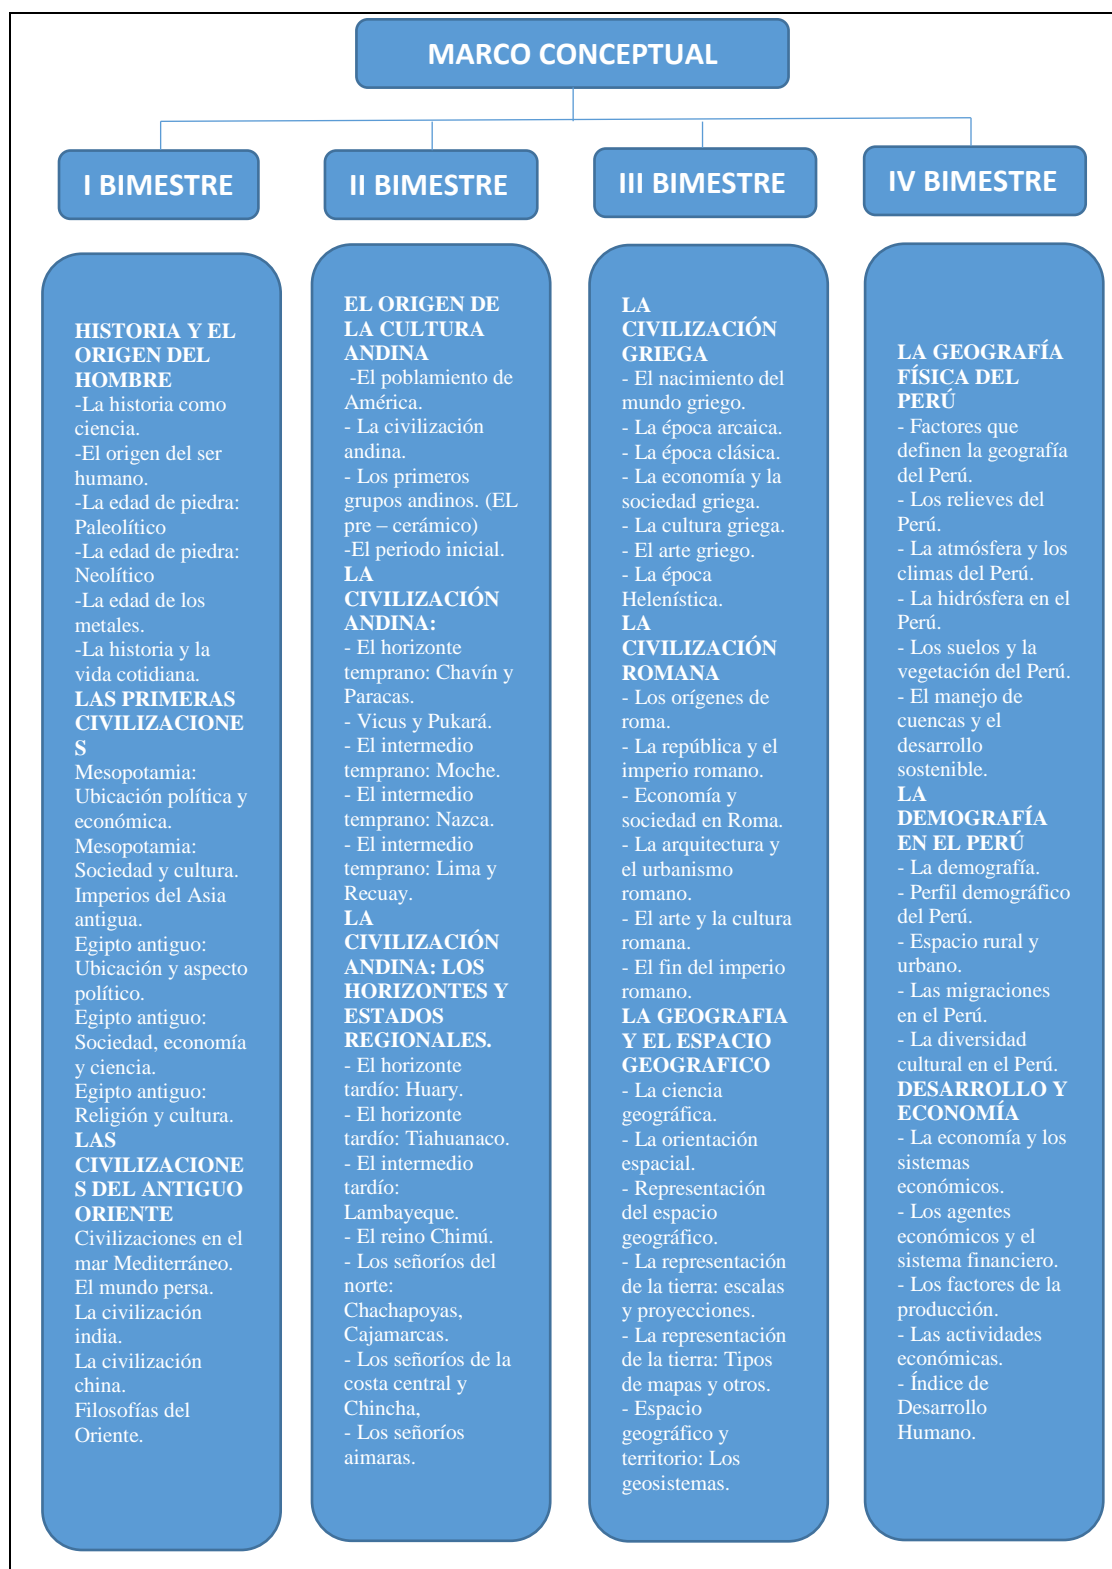 MARCO CONCEPTUAL
I BIMESTRE
II BIMESTRE
III BIMESTRE
IV BIMESTRE
HISTORIA Y EL
ORIGEN DEL
HOMBRE
-La historia como
ciencia.
-El origen del ser
humano.
-La edad de piedra:
Paleolítico
-La edad de piedra:
Neolítico
-La edad de los
metales.
-La historia y la
vida cotidiana.
LAS PRIMERAS
CIVILIZACIONE
S
Mesopotamia:
Ubicación política y
económica.
Mesopotamia:
Sociedad y cultura.
Imperios del Asia
antigua.
Egipto antiguo:
Ubicación y aspecto
político.
Egipto antiguo:
Sociedad, economía
y ciencia.
Egipto antiguo:
Religión y cultura.
LAS
CIVILIZACIONE
S DEL ANTIGUO
ORIENTE
Civilizaciones en el
mar Mediterráneo.
El mundo persa.
La civilización
india.
La civilización
china.
Filosofías del
Oriente.
EL ORIGEN DE
LA CULTURA
ANDINA
-El poblamiento de
América.
- La civilización
andina.
- Los primeros
grupos andinos. (EL
pre – cerámico)
-El periodo inicial.
LA
CIVILIZACIÓN
ANDINA:
- El horizonte
temprano: Chavín y
Paracas.
- Vicus y Pukará.
- El intermedio
temprano: Moche.
- El intermedio
temprano: Nazca.
- El intermedio
temprano: Lima y
Recuay.
LA
CIVILIZACIÓN
ANDINA: LOS
HORIZONTES Y
ESTADOS
REGIONALES.
- El horizonte
tardío: Huary.
- El horizonte
tardío: Tiahuanaco.
- El intermedio
tardío:
Lambayeque.
- El reino Chimú.
- Los señoríos del
norte:
Chachapoyas,
Cajamarcas.
- Los señoríos de la
costa central y
Chincha,
- Los señoríos
aimaras.
LA
CIVILIZACIÓN
GRIEGA
- El nacimiento del
mundo griego.
- La época arcaica.
- La época clásica.
- La economía y la
sociedad griega.
- La cultura griega.
- El arte griego.
- La época
Helenística.
LA
CIVILIZACIÓN
ROMANA
- Los orígenes de
roma.
- La república y el
imperio romano.
- Economía y
sociedad en Roma.
- La arquitectura y
el urbanismo
romano.
- El arte y la cultura
romana.
- El fin del imperio
romano.
LA GEOGRAFIA
Y EL ESPACIO
GEOGRAFICO
- La ciencia
geográfica.
- La orientación
espacial.
- Representación
del espacio
geográfico.
- La representación
de la tierra: escalas
y proyecciones.
- La representación
de la tierra: Tipos
de mapas y otros.
- Espacio
geográfico y
territorio: Los
geosistemas.
LA GEOGRAFÍA
FÍSICA DEL
PERÚ
- Factores que
definen la geografía
del Perú.
- Los relieves del
Perú.
- La atmósfera y los
climas del Perú.
- La hidrósfera en el
Perú.
- Los suelos y la
vegetación del Perú.
- El manejo de
cuencas y el
desarrollo
sostenible.
LA
DEMOGRAFÍA
EN EL PERÚ
- La demografía.
- Perfil demográfico
del Perú.
- Espacio rural y
urbano.
- Las migraciones
en el Perú.
- La diversidad
cultural en el Perú.
DESARROLLO Y
ECONOMÍA
- La economía y los
sistemas
económicos.
- Los agentes
económicos y el
sistema financiero.
- Los factores de la
producción.
- Las actividades
económicas.
- Índice de
Desarrollo
Humano.